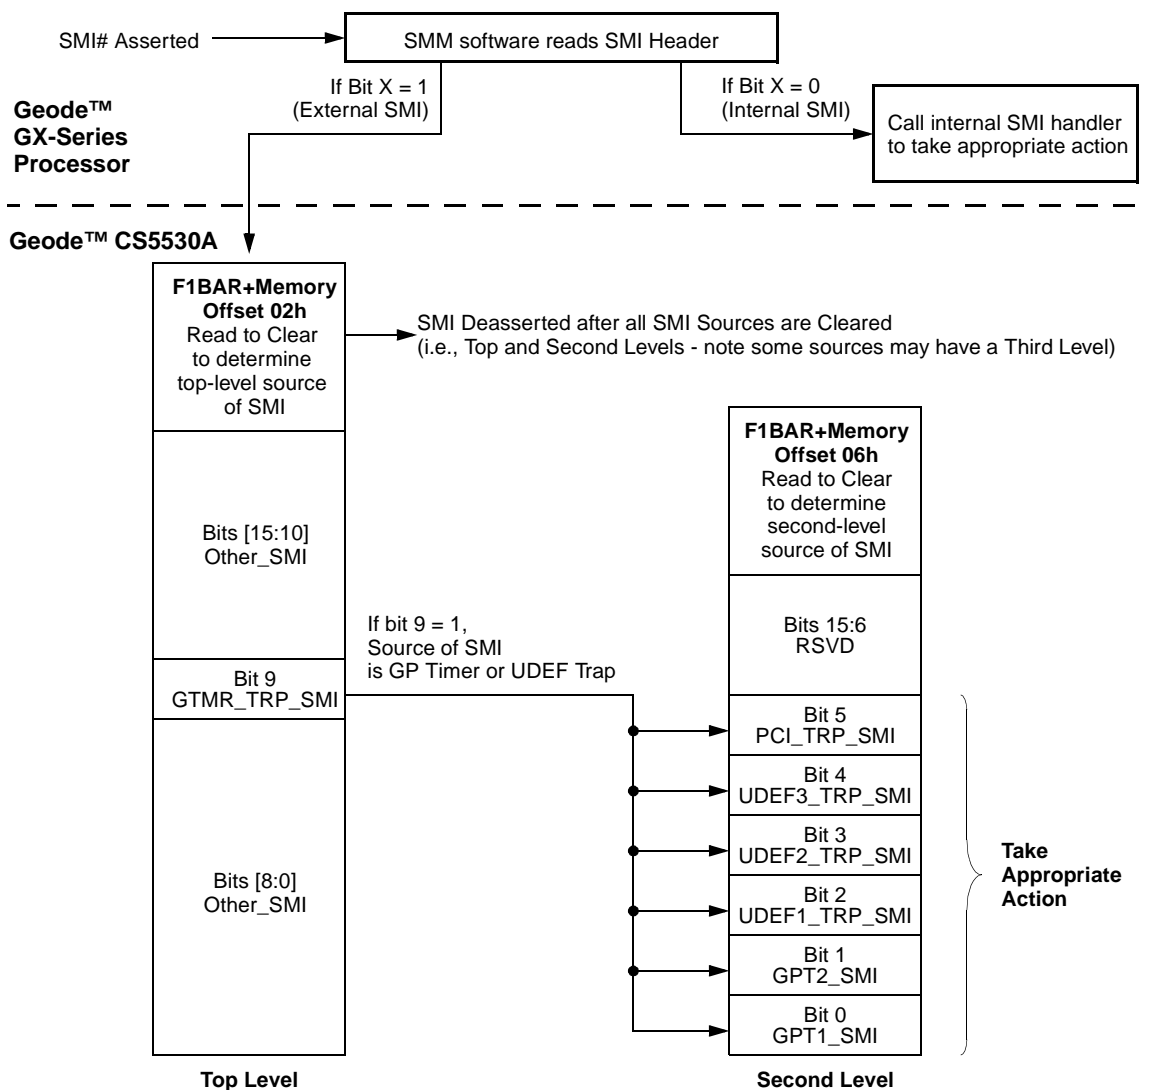 SMI# Asserted
SMM software reads SMI Header
If Bit X = 1
(External SMI)
If Bit X = 0
(Internal SMI)
Geode™
GX-Series
Processor
Call internal SMI handler
to take appropriate action
Geode™ CS5530A
F1BAR+Memory
Offset 02h
Read to Clear
to determine
top-level source
of SMI
SMI Deasserted after all SMI Sources are Cleared
(i.e., Top and Second Levels - note some sources may have a Third Level)
Bits [15:10]
Other_SMI
If bit 9 = 1,
Source of SMI
is GP Timer or UDEF Trap
Bit 9
GTMR_TRP_SMI
Bits [8:0]
Other_SMI
Top Level
F1BAR+Memory
Offset 06h
Read to Clear
to determine
second-level
source of SMI
Bits 15:6
RSVD
Bit 5
PCI_TRP_SMI
Bit 4
UDEF3_TRP_SMI
Bit 3
UDEF2_TRP_SMI
Bit 2
UDEF1_TRP_SMI
Bit 1
GPT2_SMI
Bit 0
GPT1_SMI
Second Level
Take
Appropriate
Action